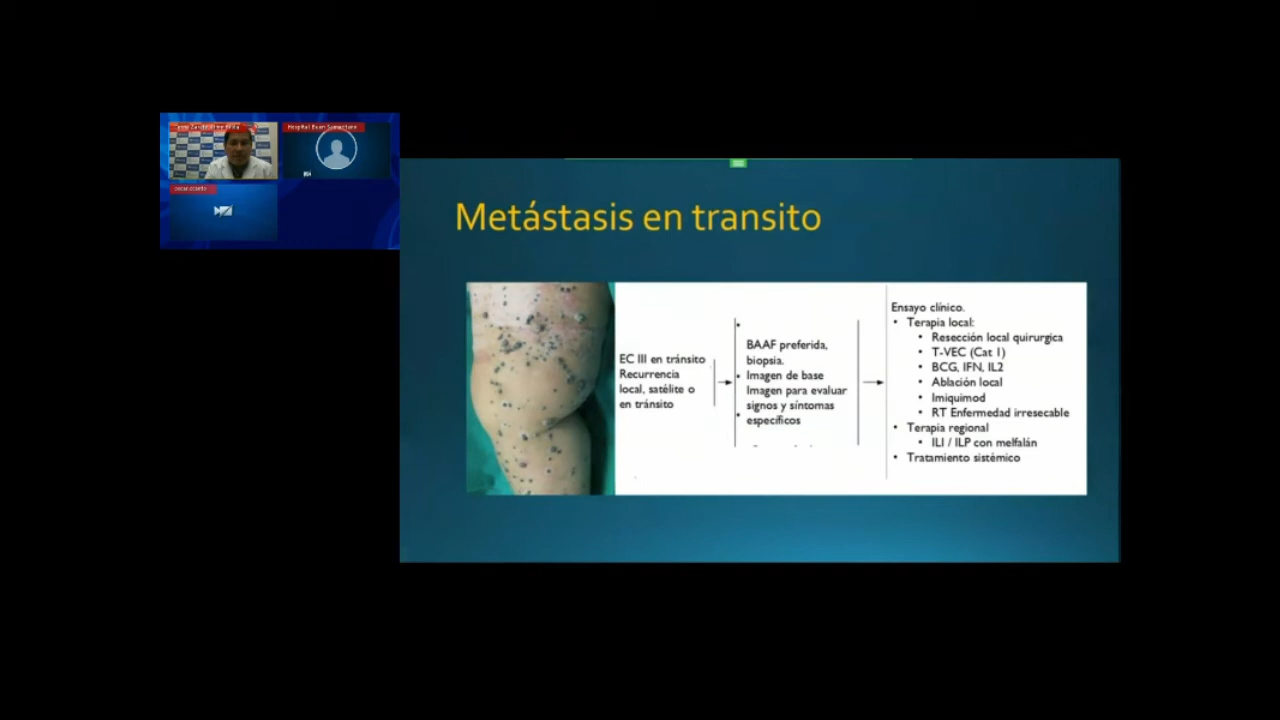 Hospital Buen Samaritano
Metástasis en transito
EC III en tránsito
Recurrencia
local, satélite o
en tránsito
BAAF preferida,
biopsia.
Imagen de base
Imagen para evaluar
signos y síntomas
específicos
Ensayo clínico.
• Terapia local:
• Resección local quirurgica
• T-VEC (Cat 1)
• BCG, IFN, IL2
• Ablación local
• Imiquimod
• RT Enfermedad irresecable
• Terapia regional
• ILI / ILP con melfalán
• Tratamiento sistémico